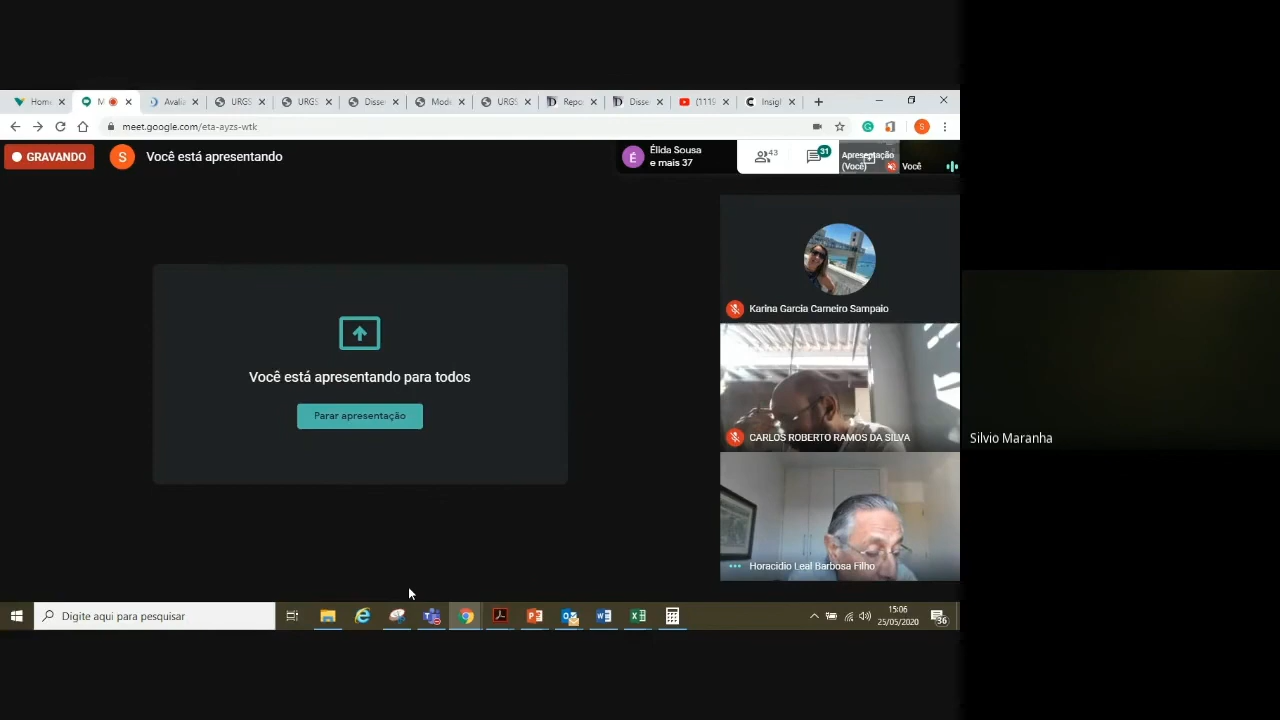 Hom
M
Avalia
URGS
URGS
Disse
Mod
URGS
Repo
Disse
(1119
Insigl
meet.google.com/eta-ayzs-wtk
S
GRAVANDO
S
Você está apresentando
É
Élida Sousa
e mais 37
43
31
Apresentação
(Você)
Você
Karina Garcia Carneiro Sampaio
Você está apresentando para todos
Parar apresentação
CARLOS ROBERTO RAMOS DA SILVA
Silvio Maranha
Horacidio Leal Barbosa Filho
Digite aqui para pesquisar
15:06
25/05/2020
36